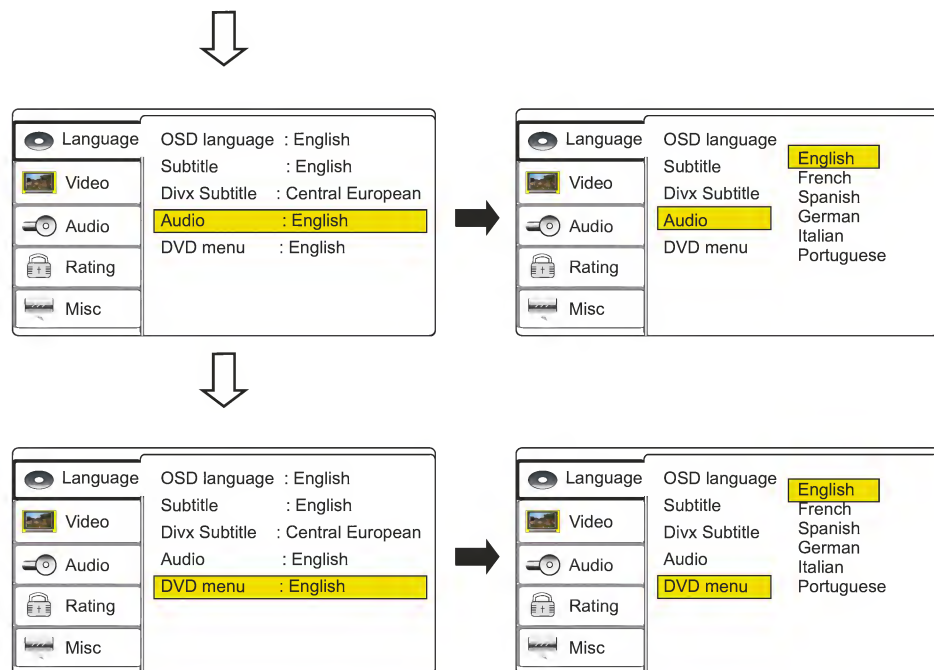 Language
Video
Audio
Rating
Misc
OSD language : English
Subtitle : English
Divx Subtitle : Central European
Audio : English
DVD menu : English
Language
Video
Audio
Rating
Misc
OSD language
Subtitle
Divx Subtitle
Audio
DVD menu
English
French
Spanish
German
Italian
Portuguese
Language
Video
Audio
Rating
Misc
OSD language : English
Subtitle : English
Divx Subtitle : Central European
Audio : English
DVD menu : English
Language
Video
Audio
Rating
Misc
OSD language
Subtitle
Divx Subtitle
Audio
DVD menu
English
French
Spanish
German
Italian
Portuguese